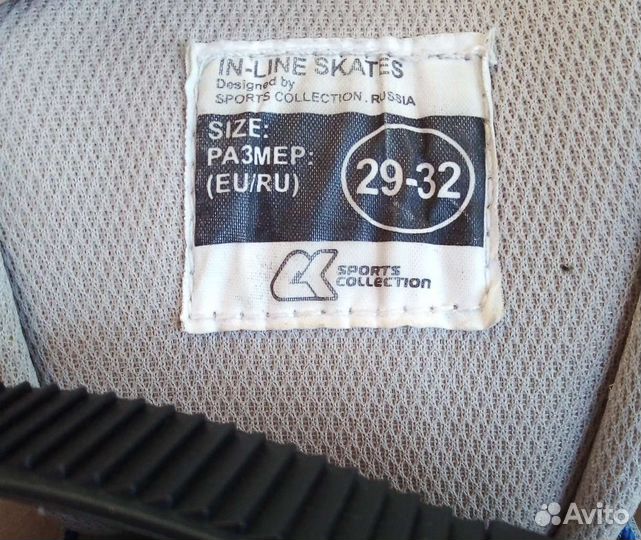 IN-LINE SKATES
Designed by
SPORTS COLLECTION. RUSSIA
SIZE:
РАЗМЕР:
(EU/RU)
29-32
SPORTS
COLLECTION
Avito